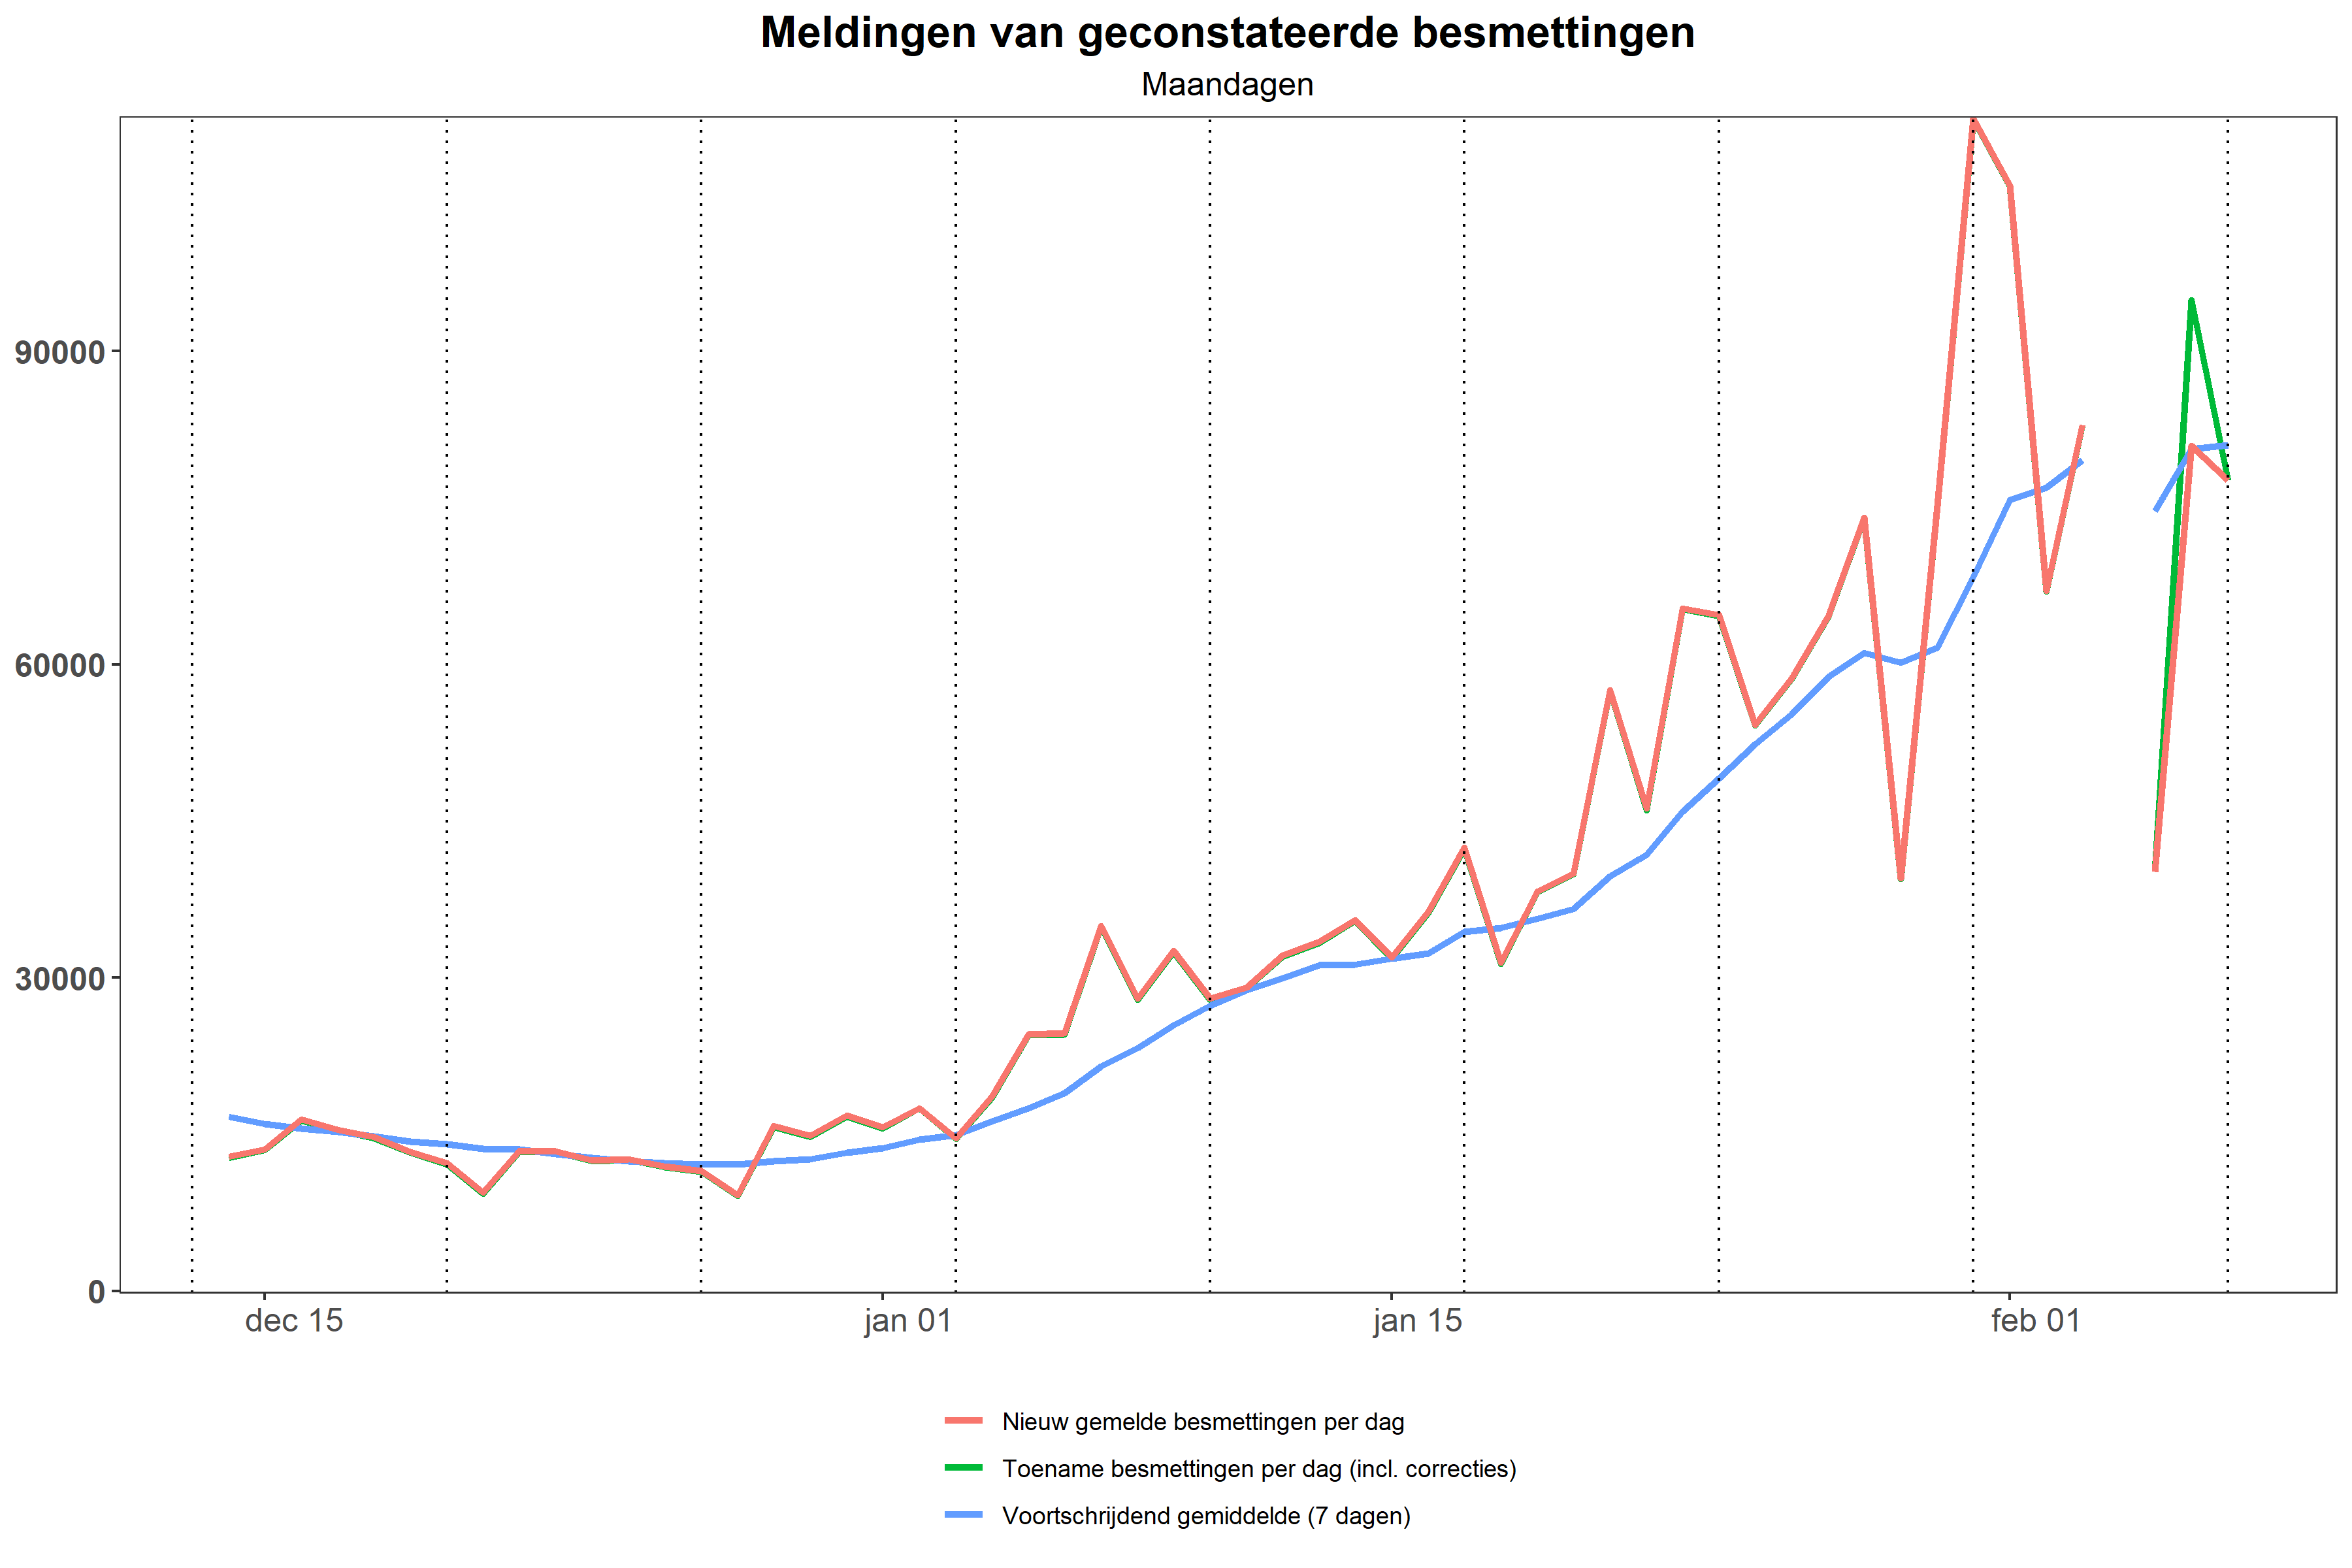 Meldingen van geconstateerde besmettingen
Maandagen
90000
60000
30000
0
dec 15
jan 01
jan 15
feb 01
Nieuw gemelde besmettingen per dag
Toename besmettingen per dag (incl. correcties)
Voortschrijdend gemiddelde (7 dagen)